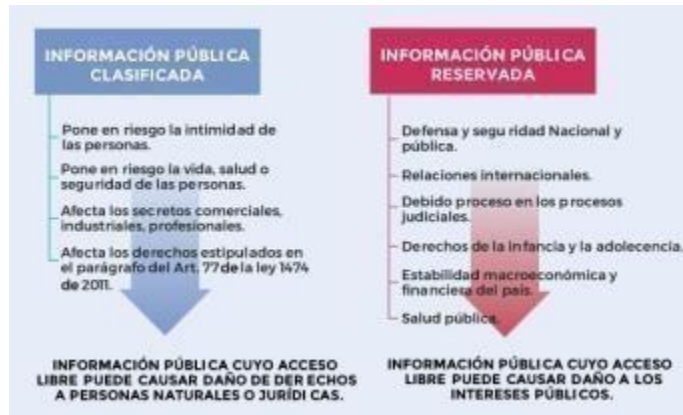 INFORMACIÓN PÚBLICA
CLASIFICADA
Pone en riesgo la intimidad de
las personas.
Pone en riesgo la vida, salud o
seguridad de las personas.
Afecta los secretos comerciales,
industriales, profesionales.
Afecta los derechos estipulados en
el parágrafo del Art. 77 de la ley 1474
de 2011.
INFORMACIÓN PÚBLICA CUYO ACCESO
LIBRE PUEDE CAUSAR DAÑO DE DERECHOS
A PERSONAS NATURALES O JURÍDICAS.
INFORMACIÓN PÚBLICA
RESERVADA
Defensa y seguridad Nacional y
pública.
Relaciones internacionales.
Debido proceso en los procesos
judiciales.
Derechos de la infancia y la adolecencia.
Estabilidad macroeconómica y
financiera del país.
Salud pública.
INFORMACIÓN PÚBLICA CUYO ACCESO
LIBRE PUEDE CAUSAR DAÑO A LOS
INTERESES PÚBLICOS.